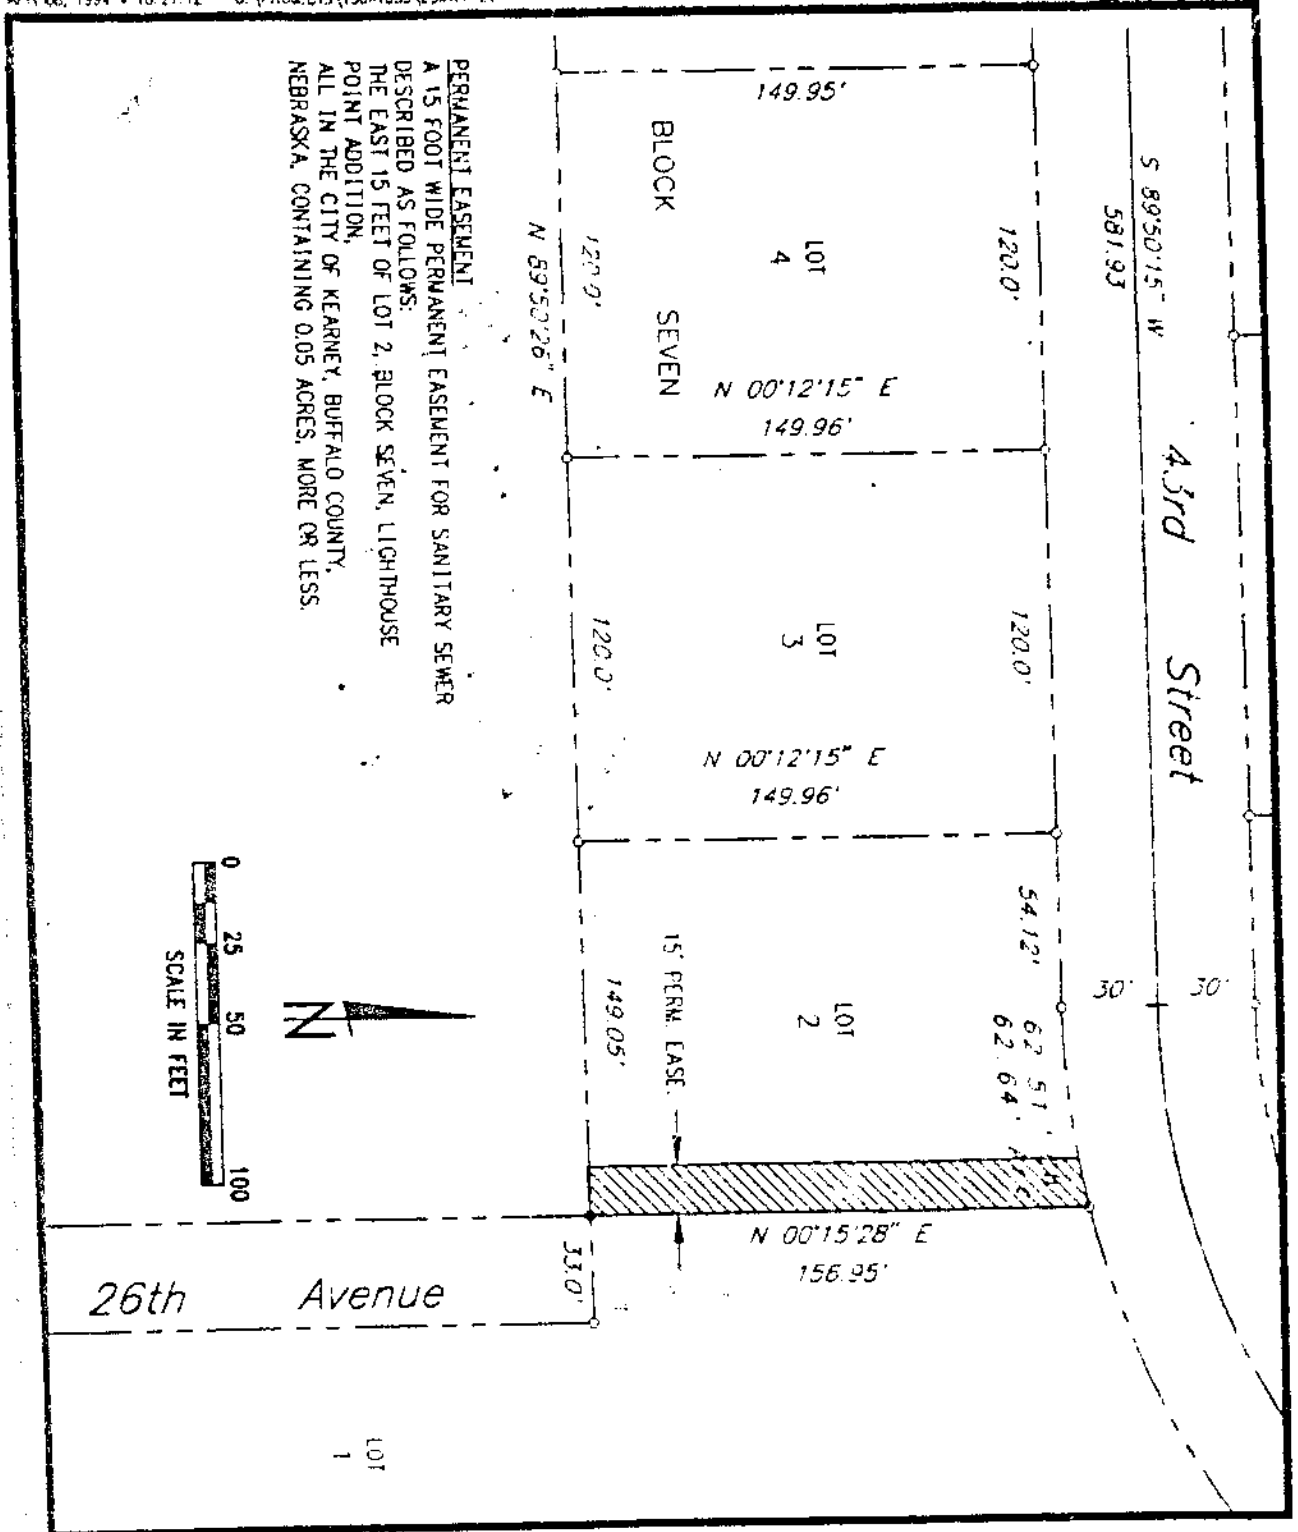 S 89°50'15" W
581.93
43rd Street
30'
30'
120.0'
120.0'
54.12'
62.51'
62.64'
149.95'
LOT
4
N 00°12'15" E
149.96'
LOT
3
N 00°12'15" E
149.96'
LOT
2
BLOCK SEVEN
15' PERM. EASE.
N 00°15'28" E
156.95'
120.0'
120.0'
149.05'
33.0'
N 89°50'26" E
PERMANENT EASEMENT
A 15 FOOT WIDE PERMANENT EASEMENT FOR SANITARY SEWER
DESCRIBED AS FOLLOWS:
THE EAST 15 FEET OF LOT 2, BLOCK SEVEN, LIGHTHOUSE
POINT ADDITION,
ALL IN THE CITY OF KEARNEY, BUFFALO COUNTY,
NEBRASKA, CONTAINING 0.05 ACRES, MORE OR LESS.
N
0 25 50 100
SCALE IN FEET
26th Avenue
LOT
1